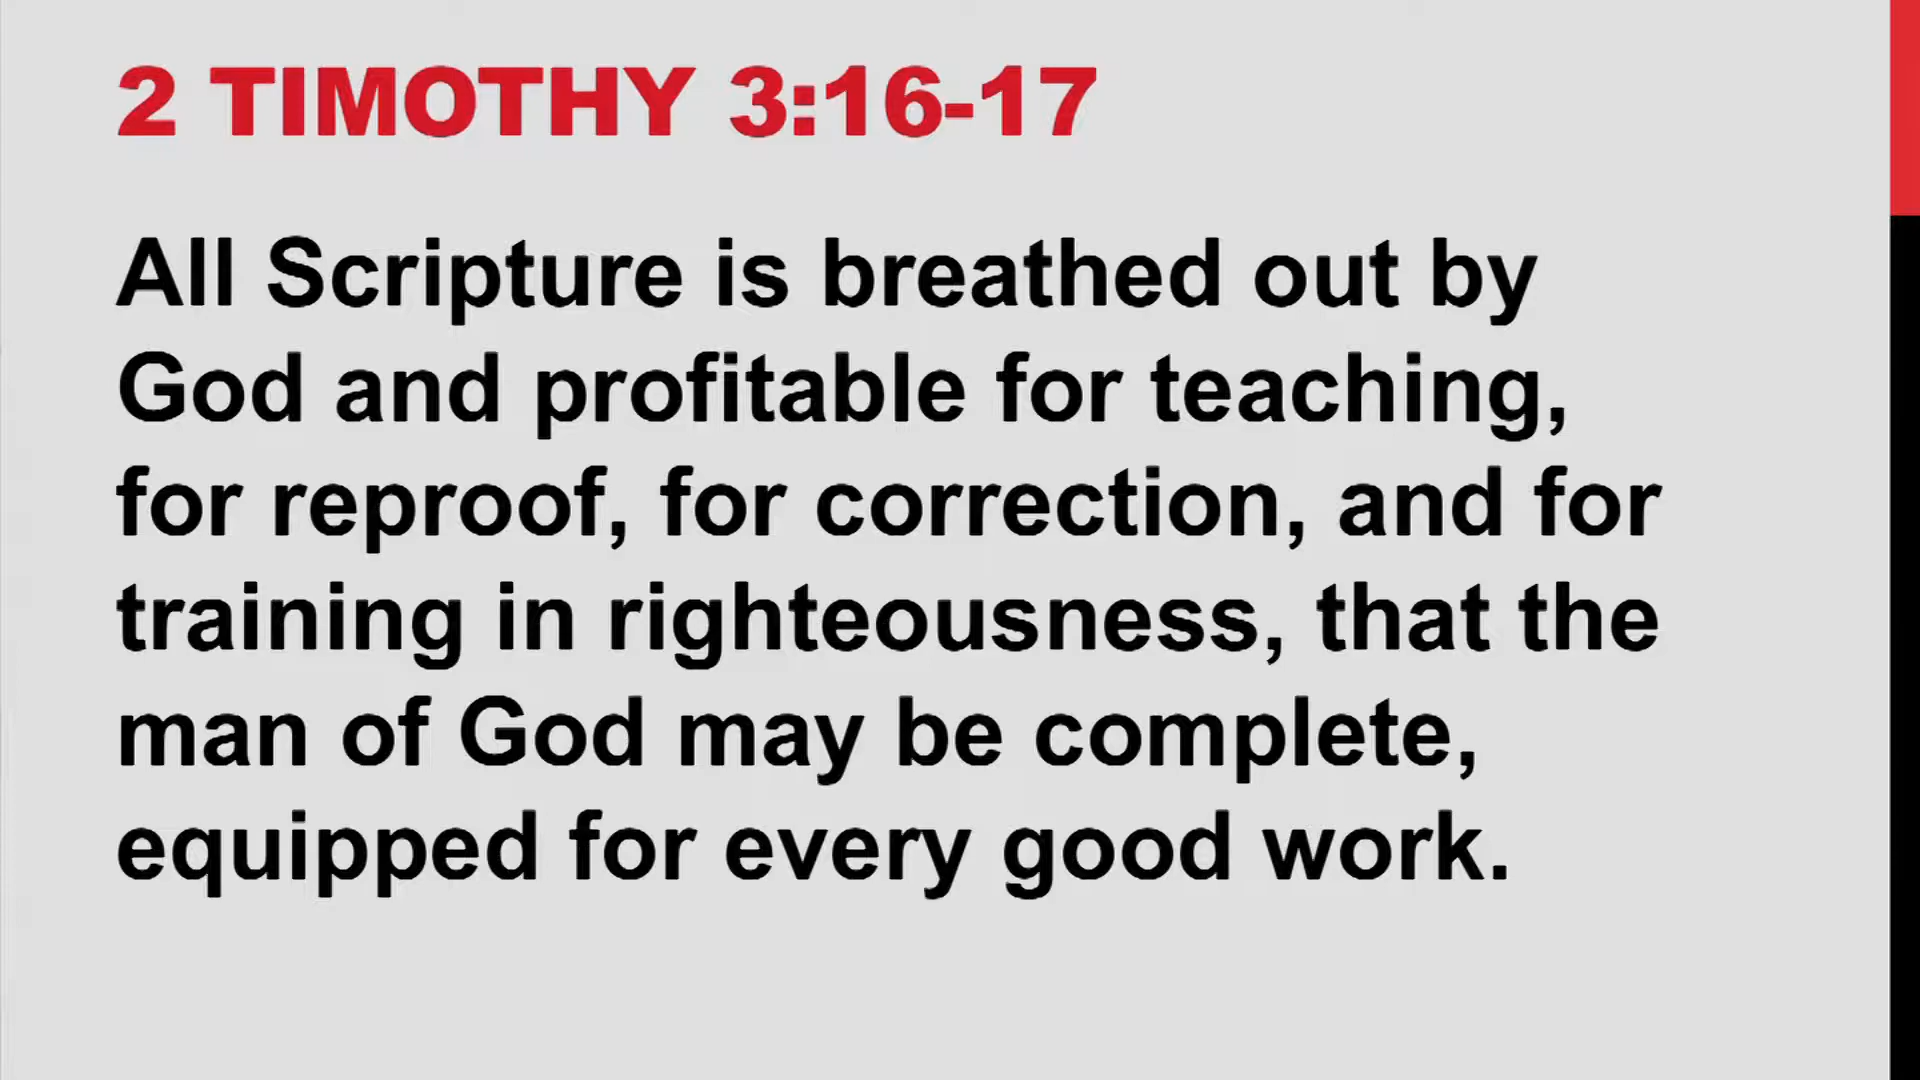 2 TIMOTHY 3:16-17
All Scripture is breathed out by
God and profitable for teaching,
for reproof, for correction, and for
training in righteousness, that the
man of God may be complete,
equipped for every good work.